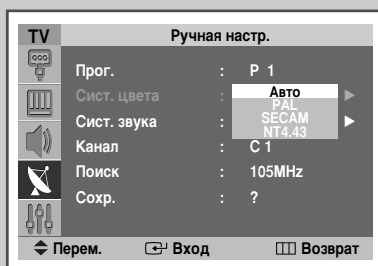 TV Ручная настр.
Прог. : P 1
Сист. цвета : Авто
PAL
Сист. звука : SECAM
NT4.43
Канал : C 1
Поиск : 105MHz
Сохр. : ?
Перем. Вход Возврат